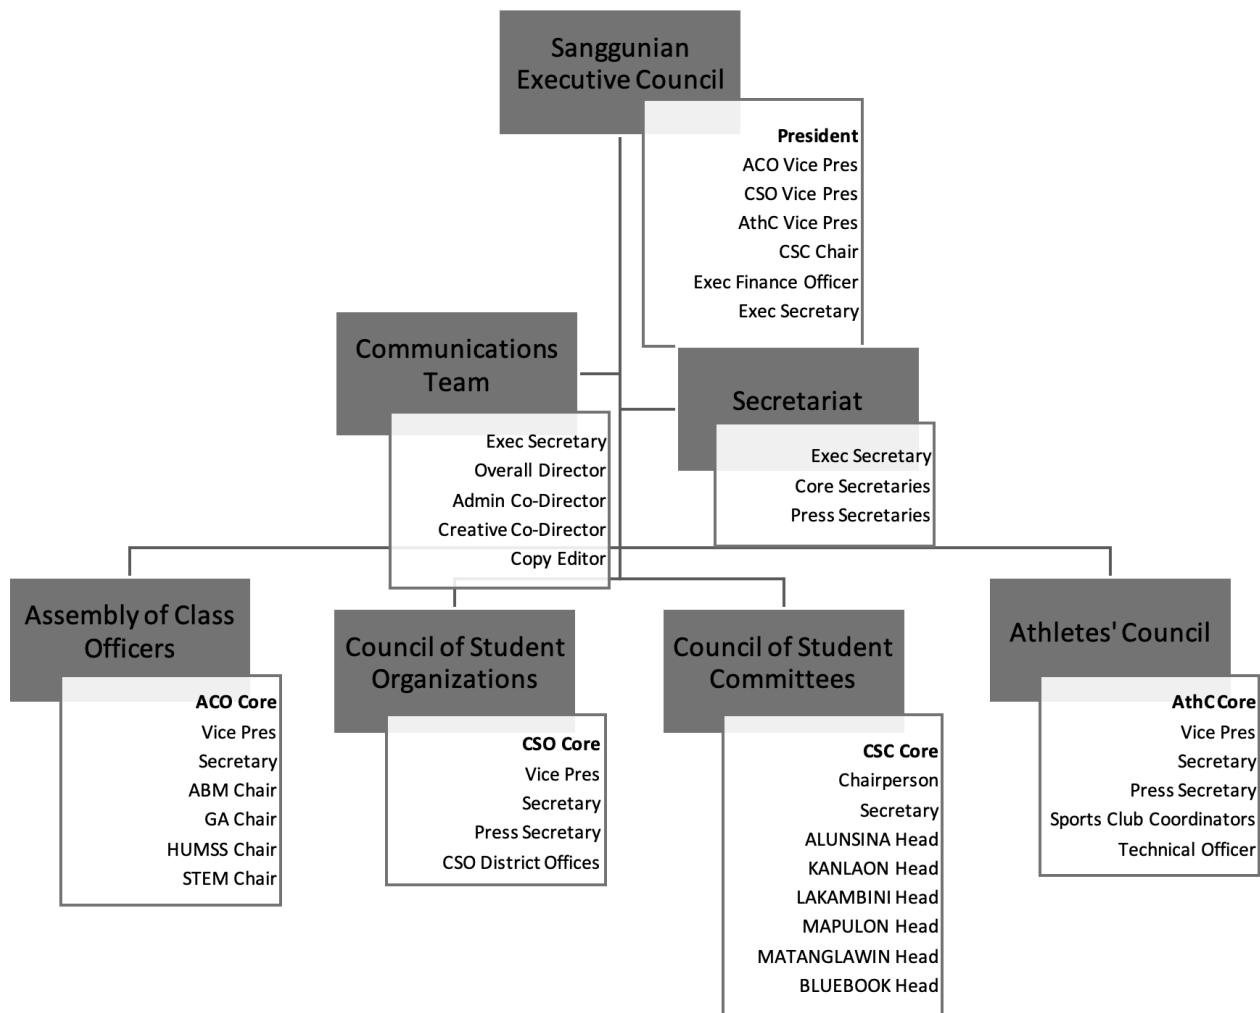 Sanggunian
Executive Council
President
ACO Vice Pres
CSO Vice Pres
AthC Vice Pres
CSC Chair
Exec Finance Officer
Exec Secretary
Communications
Team
Exec Secretary
Overall Director
Admin Co-Director
Creative Co-Director
Copy Editor
Secretariat
Exec Secretary
Core Secretaries
Press Secretaries
Assembly of Class
Officers
ACO Core
Vice Pres
Secretary
ABM Chair
GA Chair
HUMSS Chair
STEM Chair
Council of Student
Organizations
CSO Core
Vice Pres
Secretary
Press Secretary
CSO District Offices
Council of Student
Committees
CSC Core
Chairperson
Secretary
ALUNSINA Head
KANLAON Head
LAKAMBINI Head
MAPULON Head
MATANGLAWIN Head
BLUEBOOK Head
Athletes' Council
AthC Core
Vice Pres
Secretary
Press Secretary
Sports Club Coordinators
Technical Officer